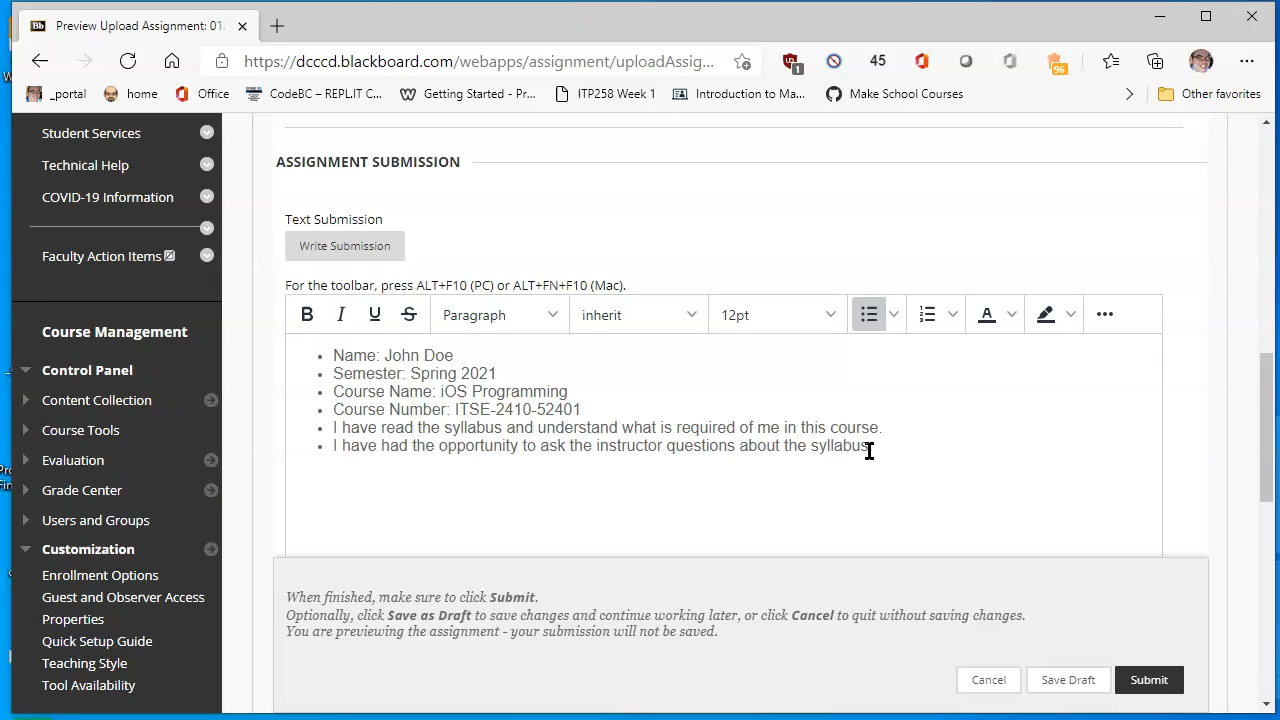 Bb Preview Upload Assignment: 01.
https://dcccd.blackboard.com/webapps/assignment/uploadAssig...
1 45 96
_portal home Office CodeBC – REPLIT C... Getting Started - Pr... ITP258 Week 1 Introduction to Ma... Make School Courses Other favorites
Student Services
Technical Help
COVID-19 Information
Faculty Action Items
Course Management
Control Panel
Content Collection
Course Tools
Evaluation
Grade Center
Users and Groups
Customization
Enrollment Options
Guest and Observer Access
Properties
Quick Setup Guide
Teaching Style
Tool Availability
ASSIGNMENT SUBMISSION
Text Submission
Write Submission
For the toolbar, press ALT+F10 (PC) or ALT+FN+F10 (Mac).
B I U S Paragraph inherit 12pt A
Name: John Doe
Semester: Spring 2021
Course Name: iOS Programming
Course Number: ITSE-2410-52401
I have read the syllabus and understand what is required of me in this course.
I have had the opportunity to ask the instructor questions about the syllabus
When finished, make sure to click Submit.
Optionally, click Save as Draft to save changes and continue working later, or click Cancel to quit without saving changes.
You are previewing the assignment - your submission will not be saved.
Cancel Save Draft Submit